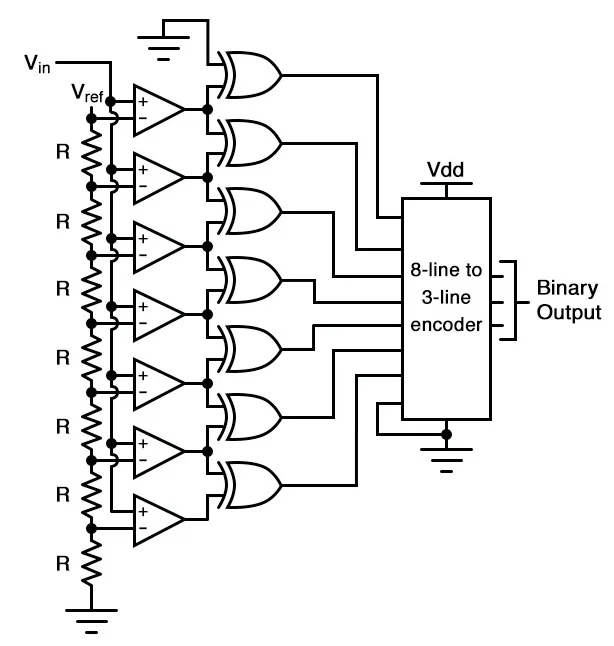 Vin
Vref
+
−
R
+
−
R
+
−
R
+
−
R
+
−
R
+
−
R
+
−
R
Vdd
8-line to
3-line
encoder
Binary
Output